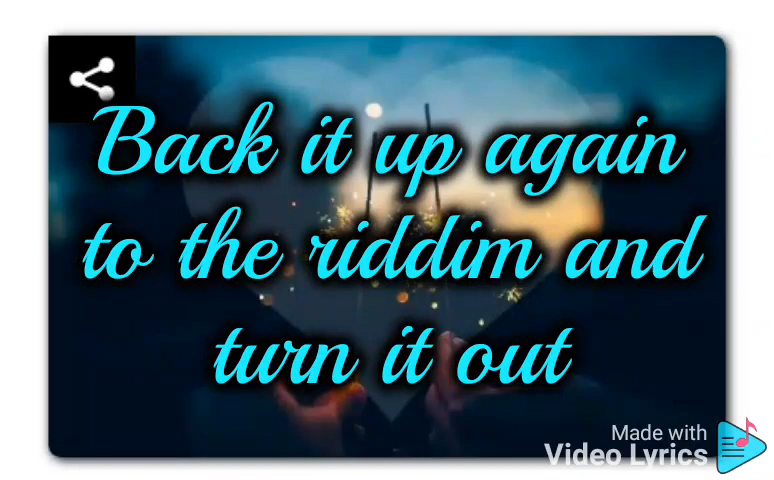 Back it up again
to the riddim and
turn it out
Made with
Video Lyrics